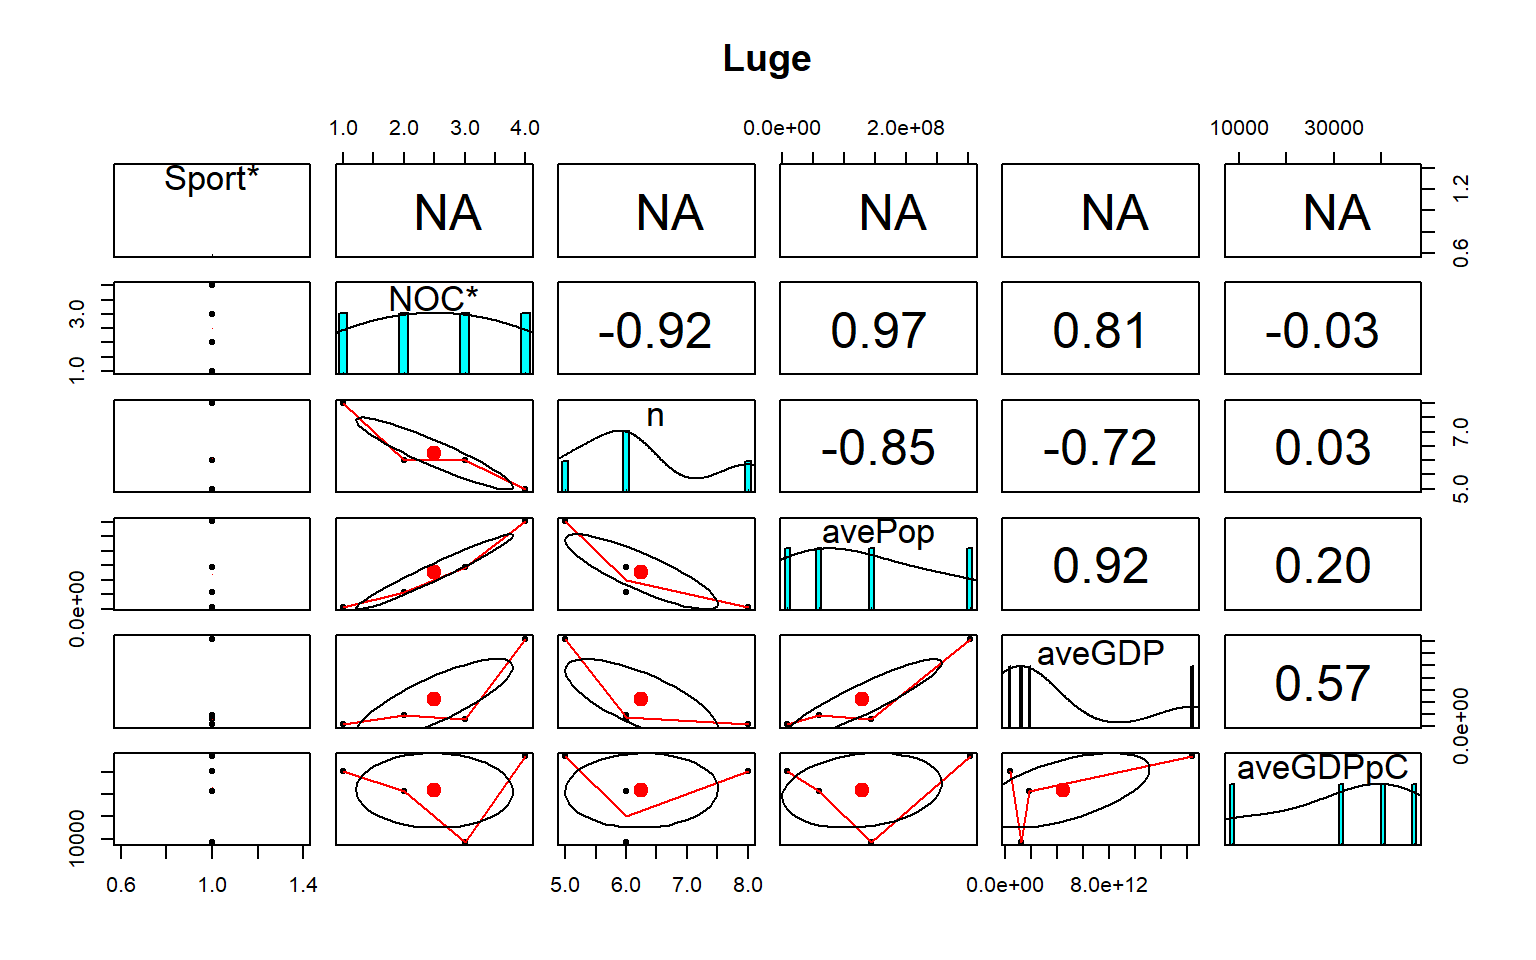 Luge
1.0 2.0 3.0 4.0 0.0e+00 2.0e+08 10000 30000
Sport* NA NA NA NA NA 0.6 1.2
1.0 3.0 NOC* -0.92 0.97 0.81 -0.03
n -0.85 -0.72 0.03 5.0 7.0
0.0e+00 avePop 0.92 0.20
aveGDP 0.57 0.0e+00
10000 aveGDPpC
0.6 1.0 1.4 5.0 6.0 7.0 8.0 0.0e+00 8.0e+12